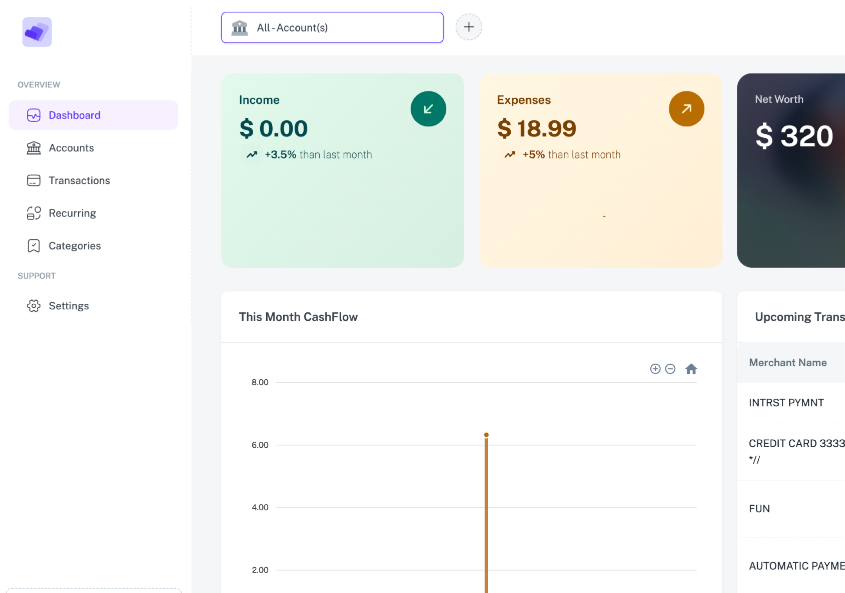 All - Account(s)
OVERVIEW
Dashboard
Accounts
Transactions
Recurring
Categories
SUPPORT
Settings
Income
$ 0.00
+3.5% than last month
Expenses
$ 18.99
+5% than last month
-
Net Worth
$ 320
This Month CashFlow
8.00
6.00
4.00
2.00
Upcoming Trans
Merchant Name
INTRST PYMNT
CREDIT CARD 3333
*//
FUN
AUTOMATIC PAYME